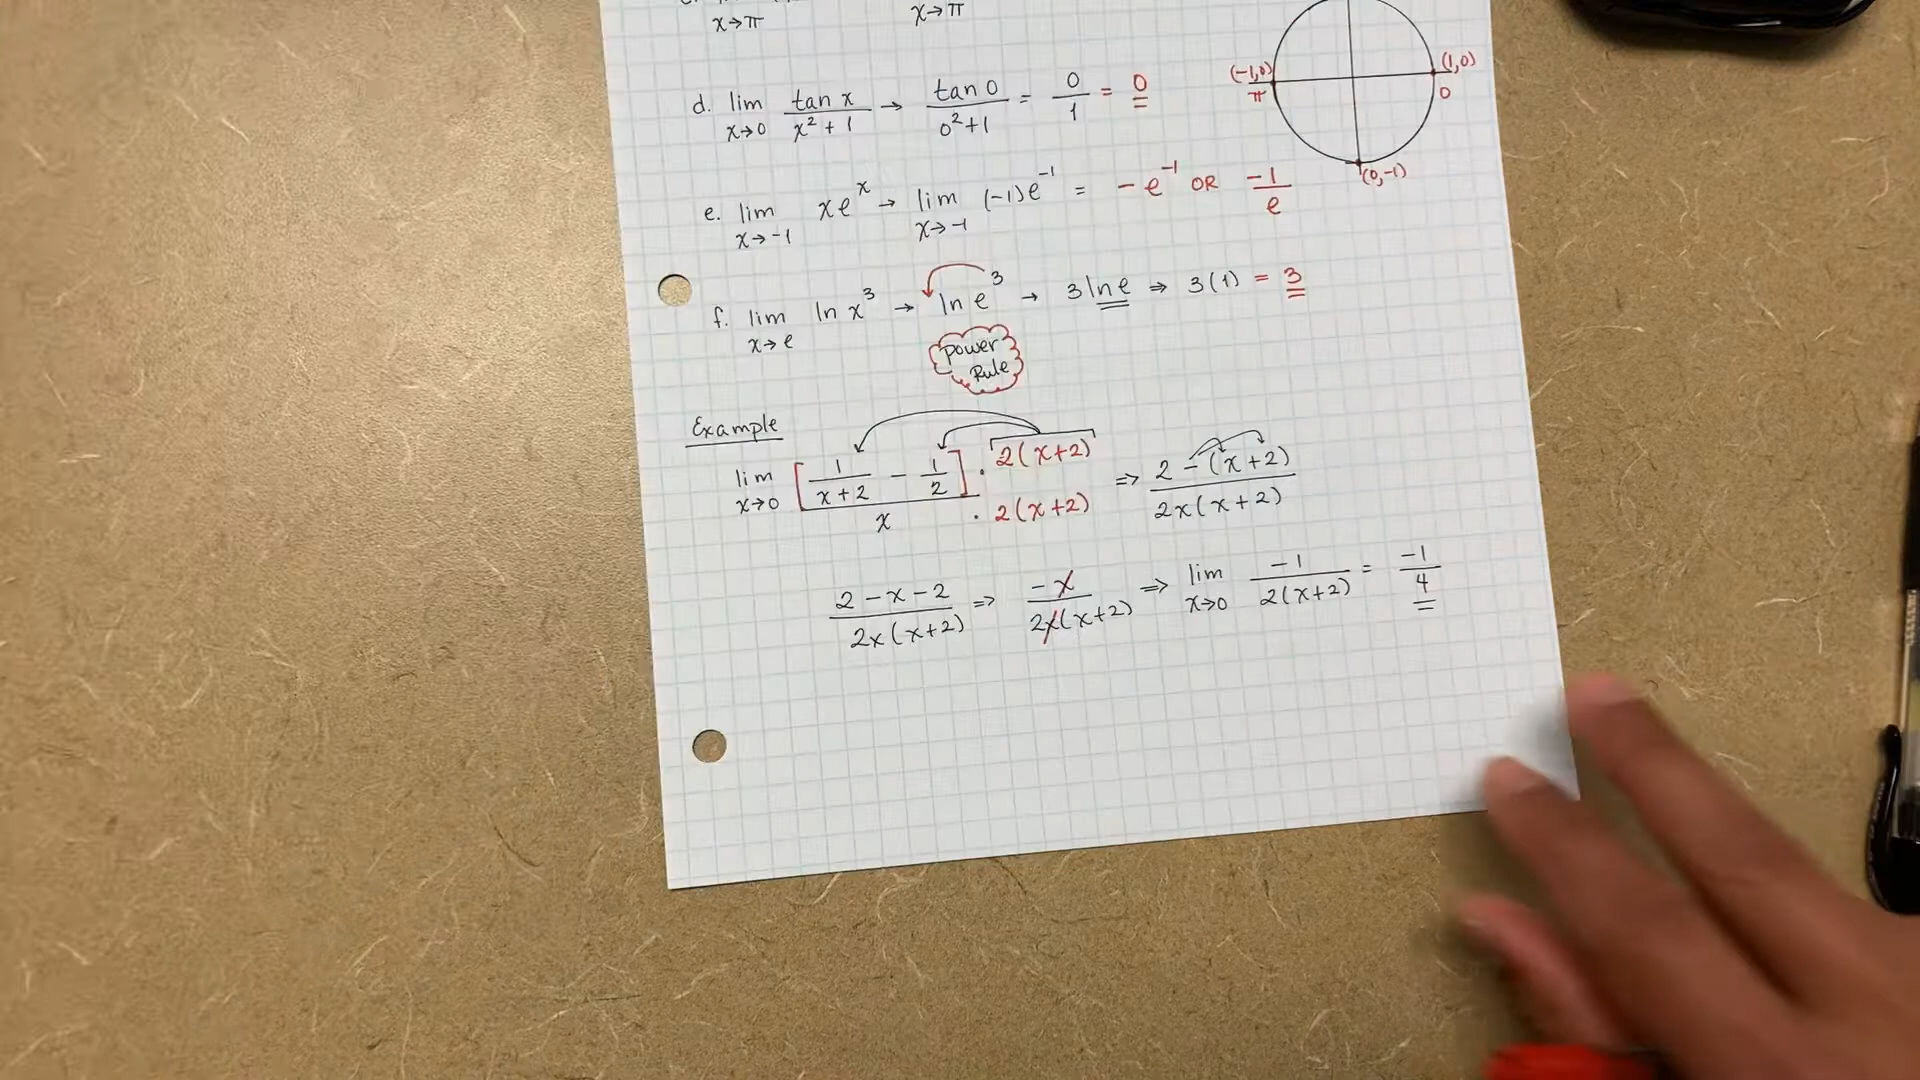 x→π x→π
d. lim x→0 tan x / x² + 1 → tan 0 / 0² + 1 = 0 / 1 = 0
(-1,0) π (1,0) 0 (0,-1)
e. lim x→-1 xeˣ → lim x→-1 (-1)e⁻¹ = -e⁻¹ OR -1 / e
f. lim x→e ln x³ → ln e³ → 3 ln e ⇒ 3(1) = 3
Power
Rule
Example
lim x→0 [1 / x+2 - 1 / 2] / x · 2(x+2) / · 2(x+2) ⇒ 2 - (x+2) / 2x(x+2)
2 - x - 2 / 2x(x+2) ⇒ -x / 2x(x+2) ⇒ lim x→0 -1 / 2(x+2) = -1 / 4